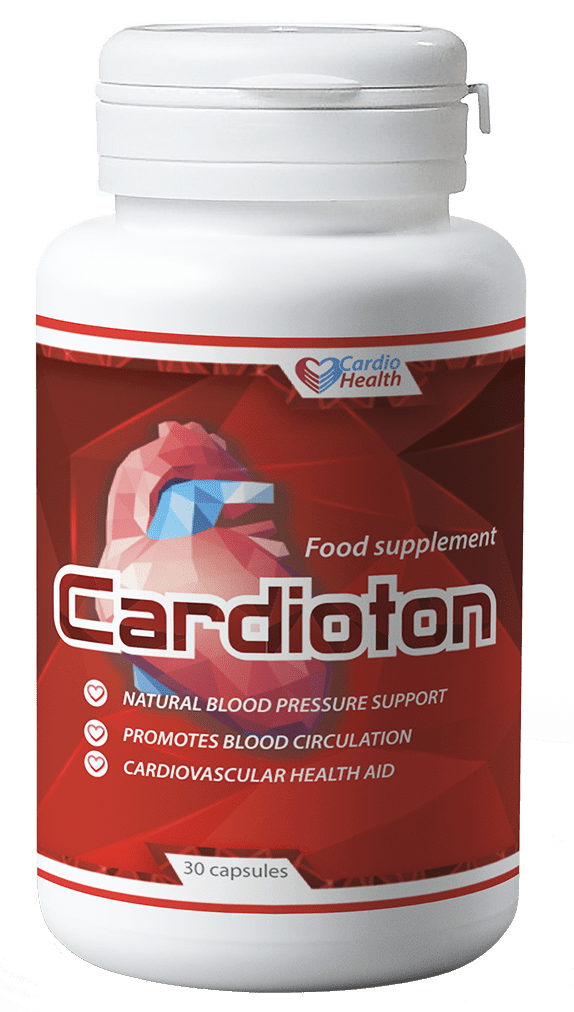 Cardio
Health
Food supplement
Cardioton
NATURAL BLOOD PRESSURE SUPPORT
PROMOTES BLOOD CIRCULATION
CARDIOVASCULAR HEALTH AID
30 capsules